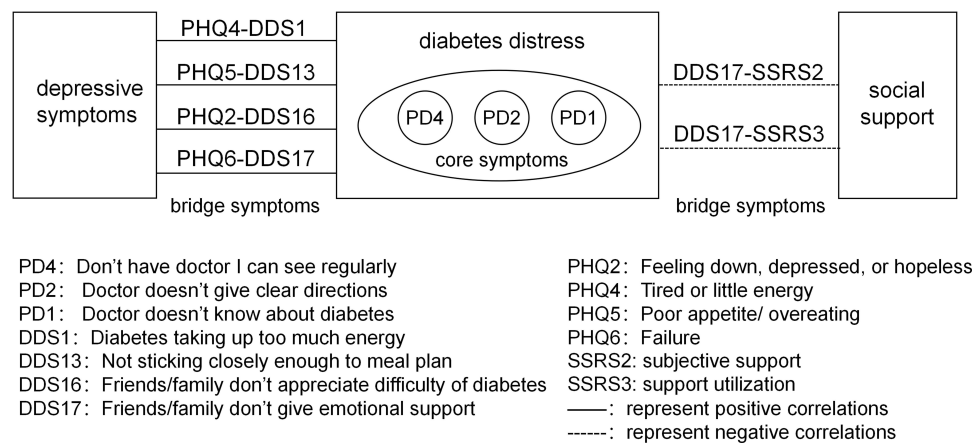 PHQ4-DDS1
PHQ5-DDS13
PHQ2-DDS16
PHQ6-DDS17
depressive
symptoms
bridge symptoms
diabetes distress
PD4
PD2
PD1
core symptoms
DDS17-SSRS2
DDS17-SSRS3
bridge symptoms
social
support
PD4: Don't have doctor I can see regularly
PD2: Doctor doesn't give clear directions
PD1: Doctor doesn't know about diabetes
DDS1: Diabetes taking up too much energy
DDS13: Not sticking closely enough to meal plan
DDS16: Friends/family don't appreciate difficulty of diabetes
DDS17: Friends/family don't give emotional support
PHQ2: Feeling down, depressed, or hopeless
PHQ4: Tired or little energy
PHQ5: Poor appetite/ overeating
PHQ6: Failure
SSRS2: subjective support
SSRS3: support utilization
——: represent positive correlations
------: represent negative correlations